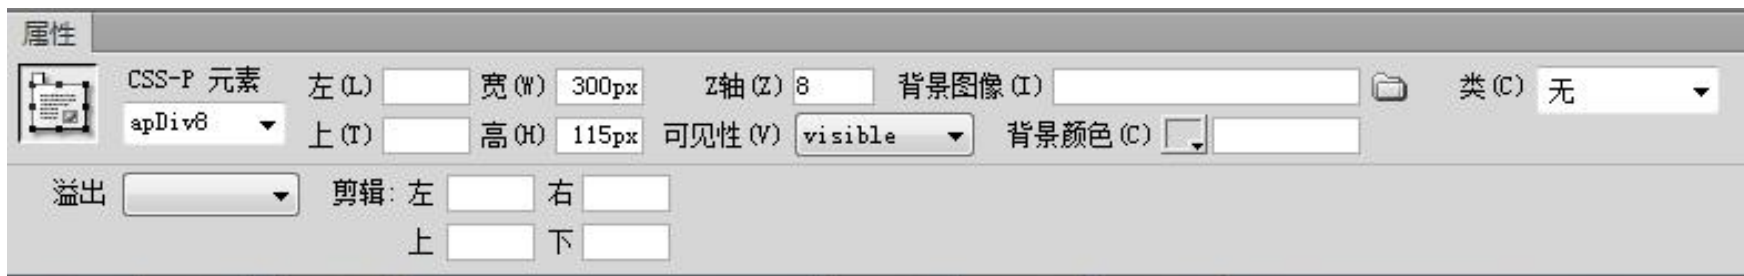 属性
CSS-P 元素 左(L) 宽(W) 300px Z轴(Z) 8 背景图像(I) 类(C) 无
apDiv8 上(T) 高(H) 115px 可见性(V) visible 背景颜色(C)
溢出 剪辑: 左 右
上 下